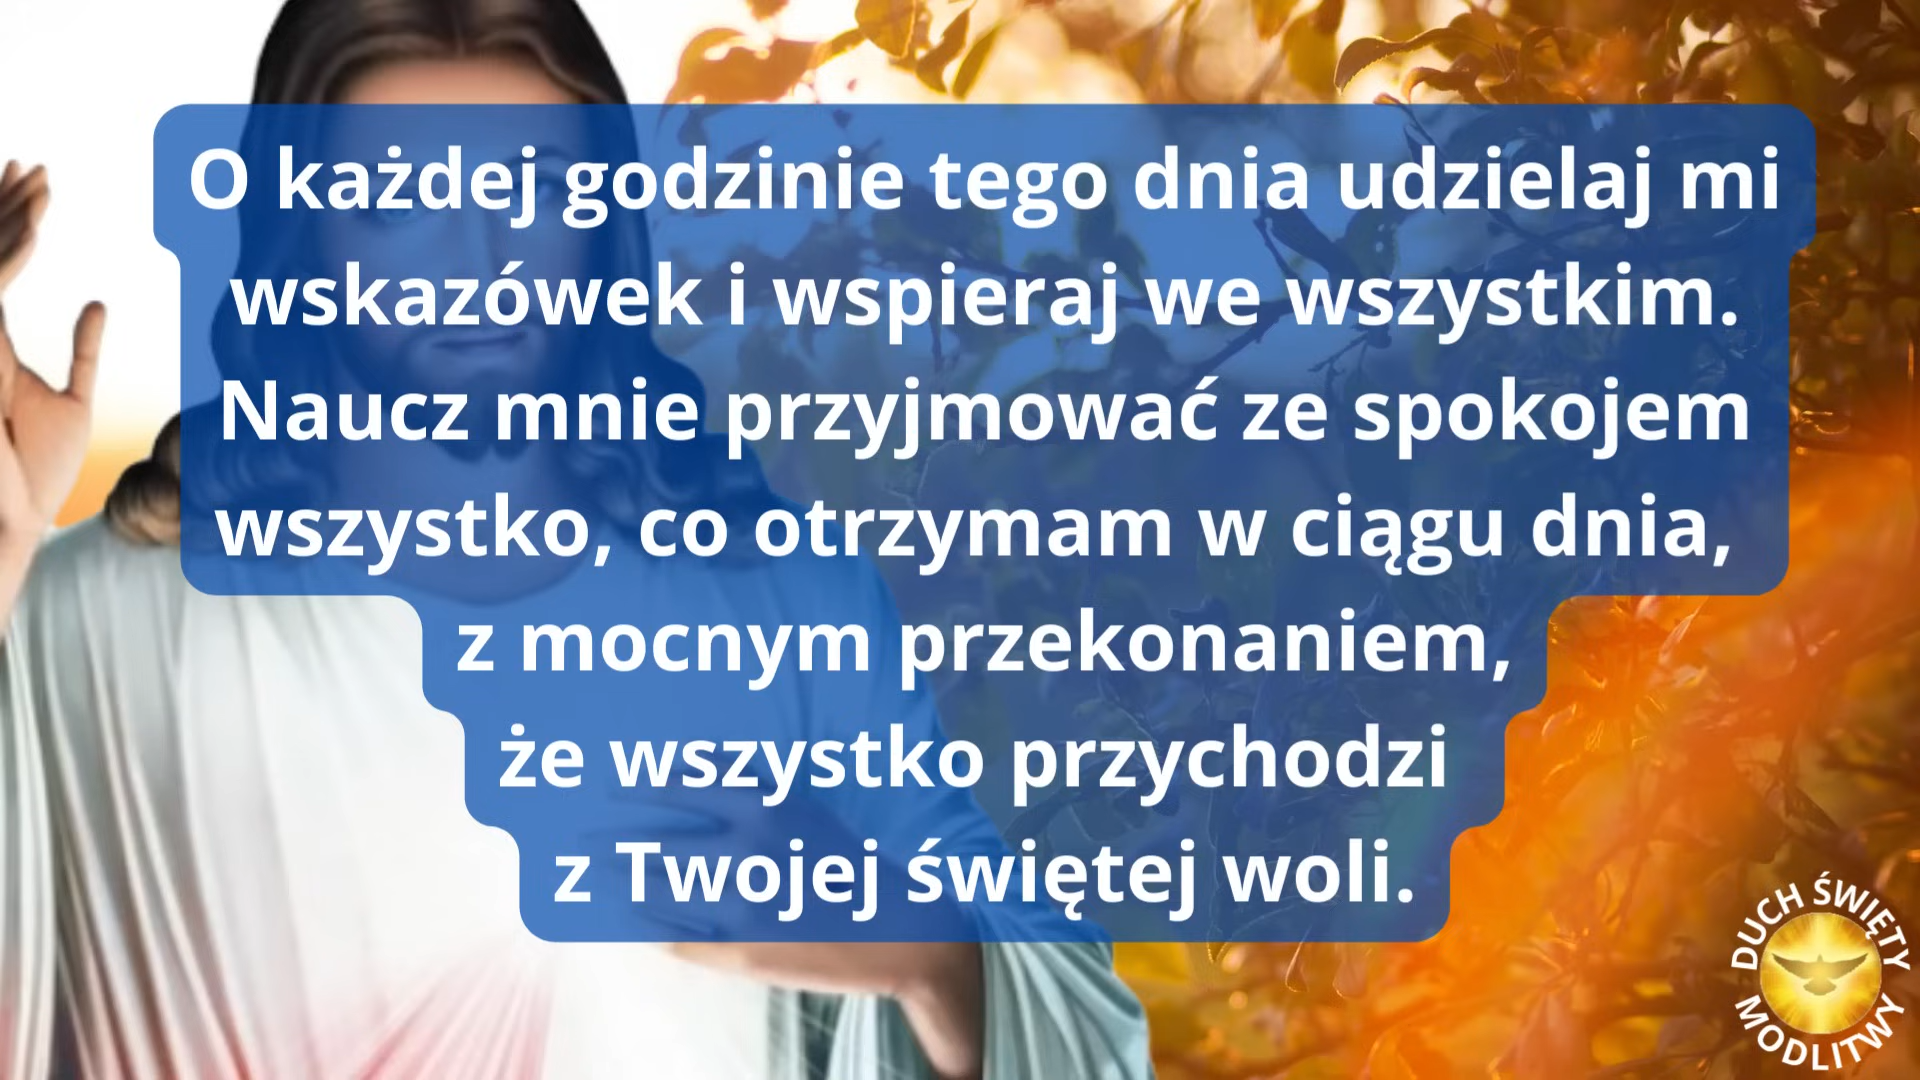 O każdej godzinie tego dnia udzielaj mi
wskazówek i wspieraj we wszystkim.
Naucz mnie przyjmować ze spokojem
wszystko, co otrzymam w ciągu dnia,
z mocnym przekonaniem,
że wszystko przychodzi
z Twojej świętej woli.
DUCH ŚWIĘTY
MODLITWY